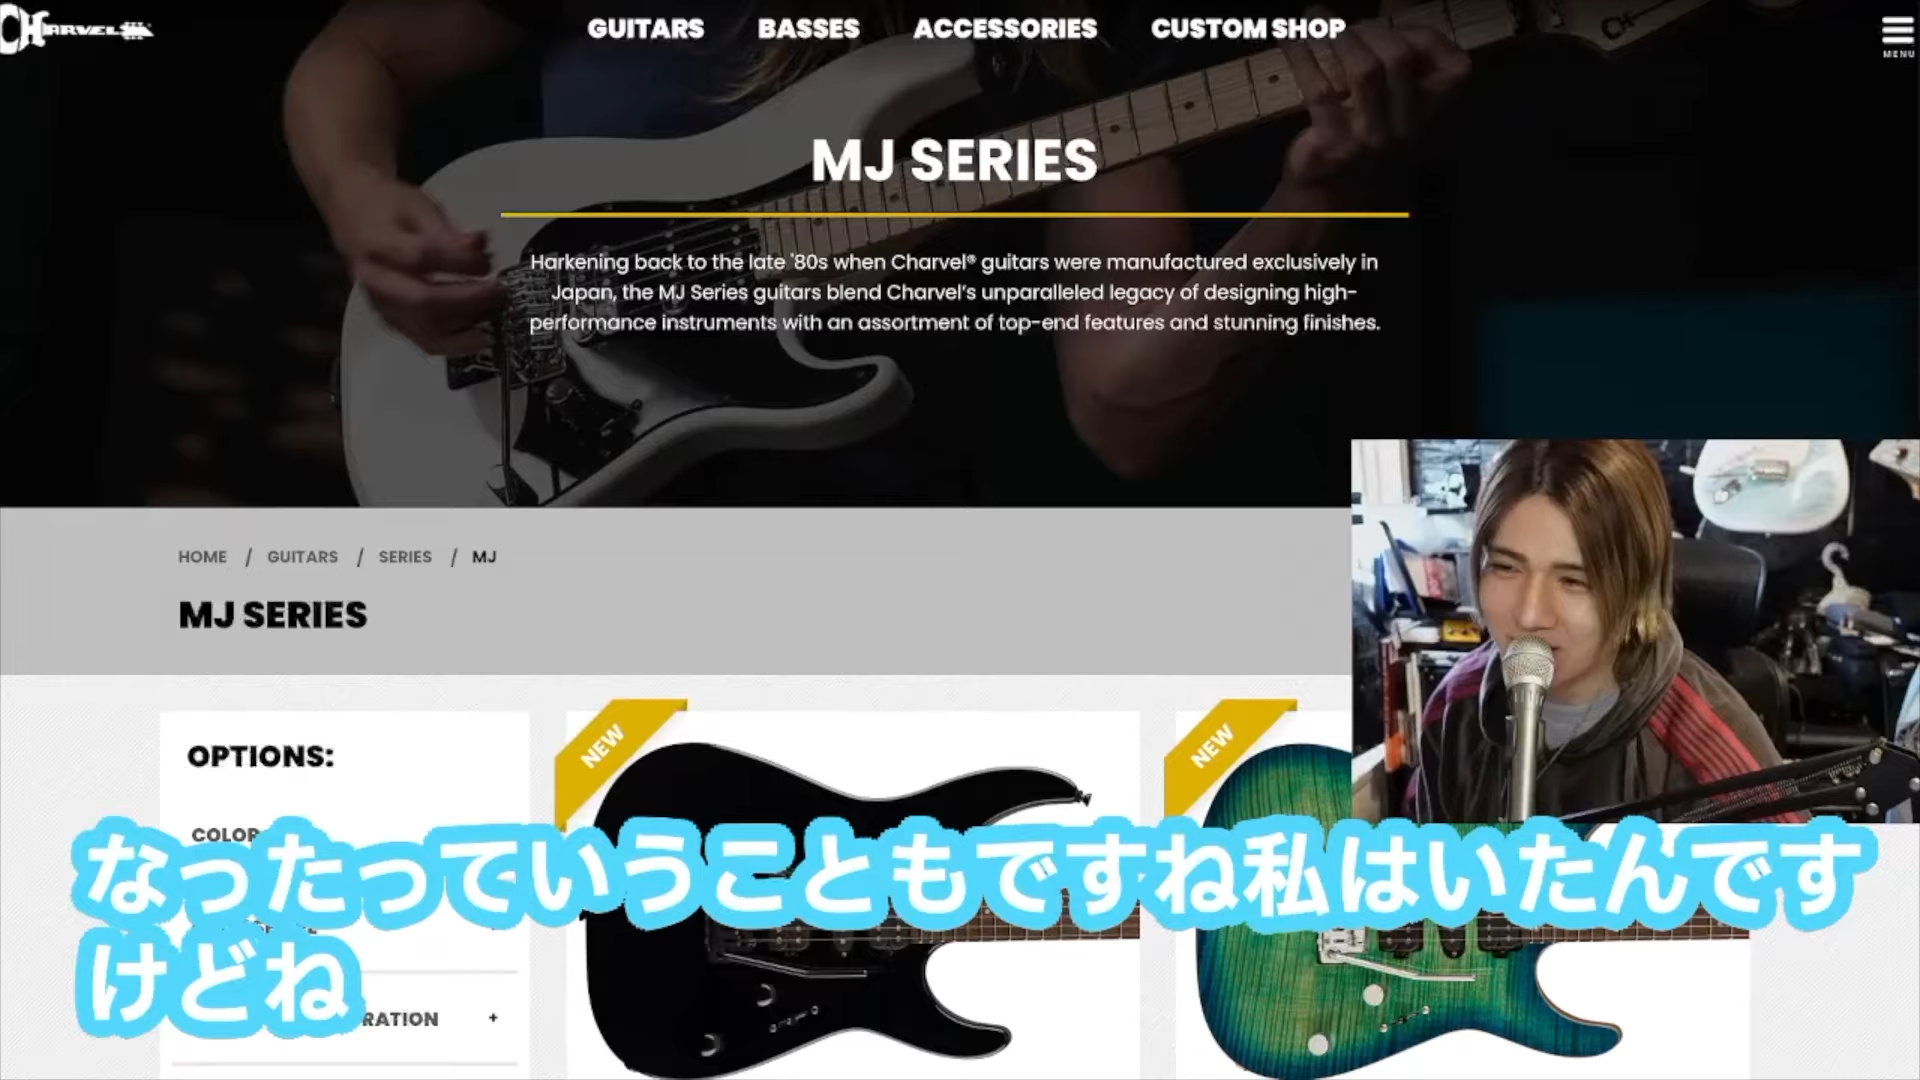 CHARVEL
GUITARS BASSES ACCESSORIES CUSTOM SHOP
MENU
MJ SERIES
Harkening back to the late '80s when Charvel® guitars were manufactured exclusively in
Japan, the MJ Series guitars blend Charvel's unparalleled legacy of designing high-
performance instruments with an assortment of top-end features and stunning finishes.
HOME / GUITARS / SERIES / MJ
MJ SERIES
NEW
NEW
OPTIONS:
COLOR
なったっていうこともですね私はいたんです
けどね
RATION +